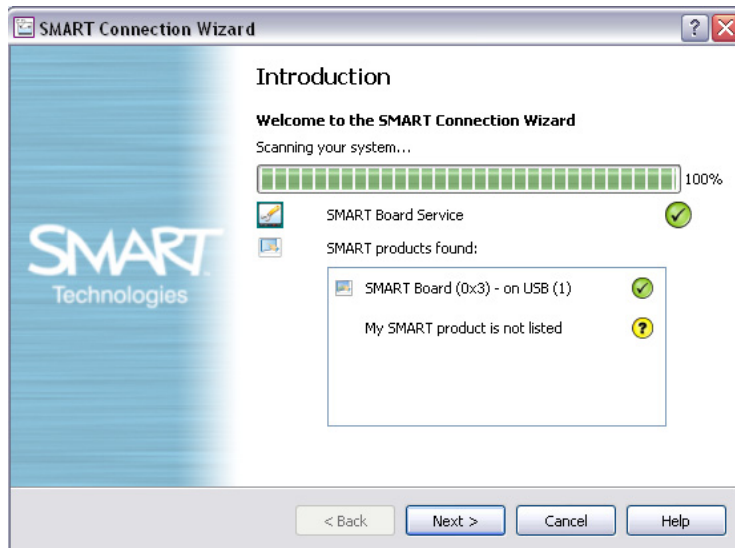 SMART Connection Wizard
Introduction
Welcome to the SMART Connection Wizard
Scanning your system...
100%
SMART Board Service
SMART products found:
SMART Board (0x3) - on USB (1)
My SMART product is not listed
SMART
Technologies
< Back
Next >
Cancel
Help